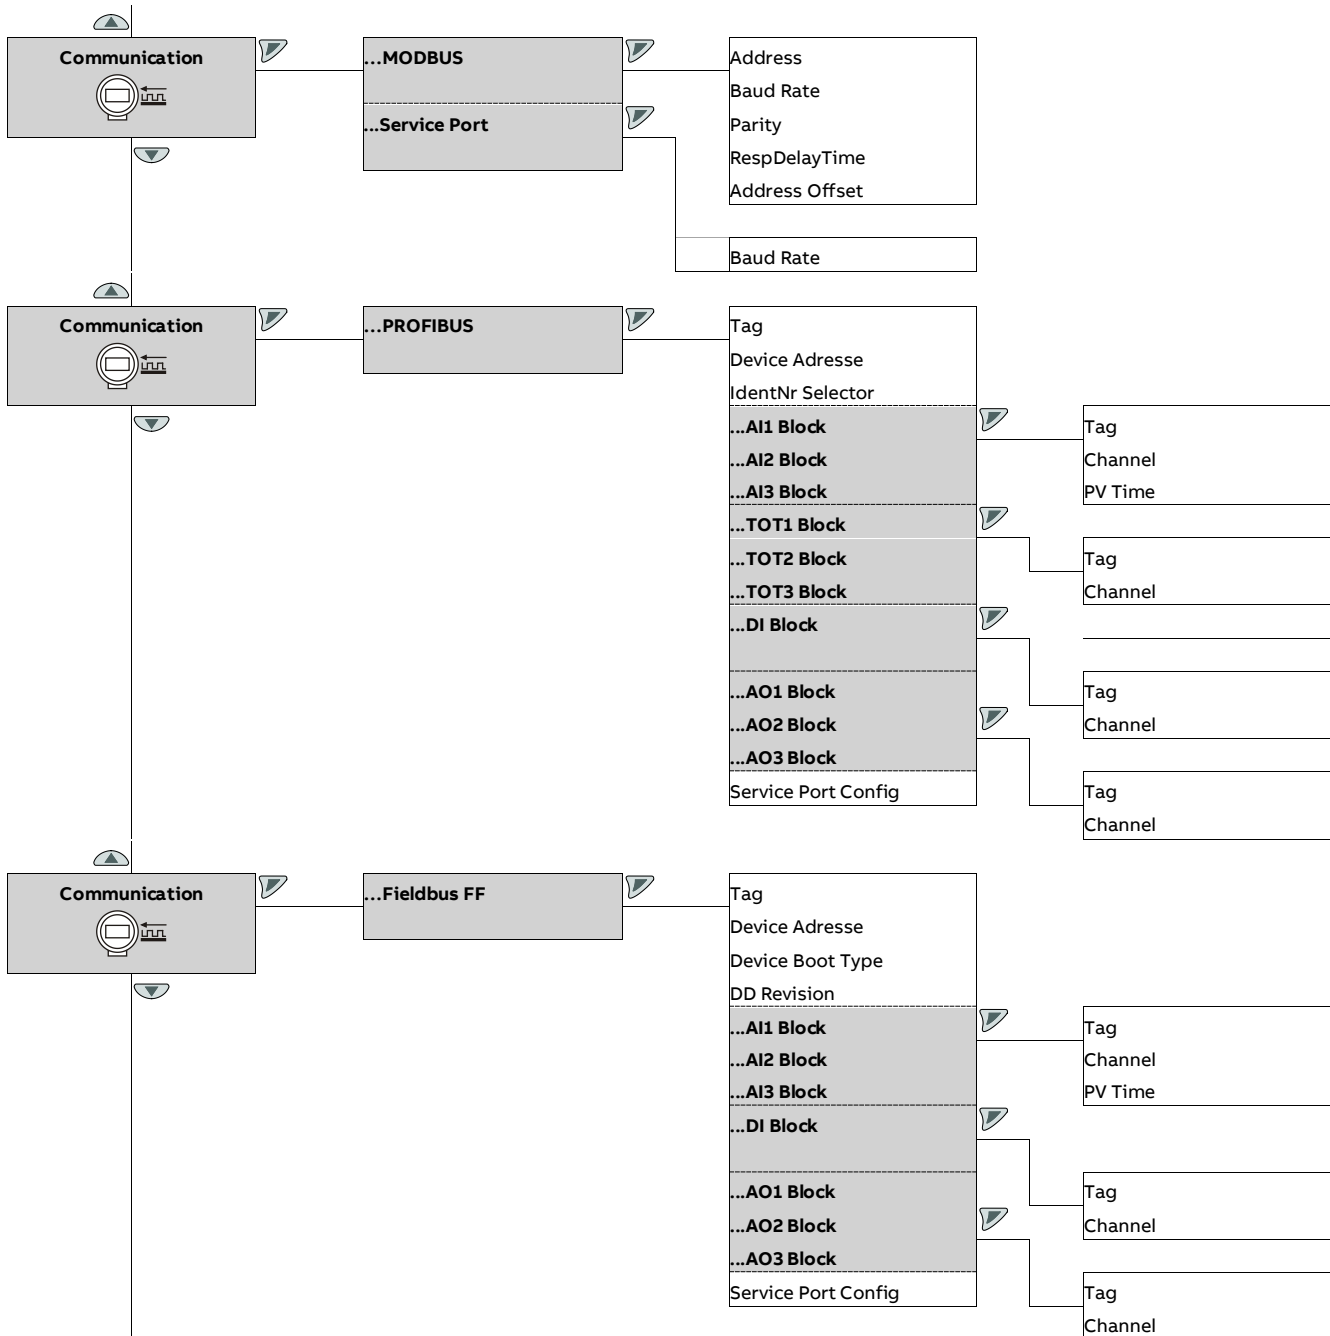 Communication
...MODBUS
...Service Port
Address
Baud Rate
Parity
RespDelayTime
Address Offset
Baud Rate
Communication
...PROFIBUS
Tag
Device Adresse
IdentNr Selector
...AI1 Block
...AI2 Block
...AI3 Block
...TOT1 Block
...TOT2 Block
...TOT3 Block
...DI Block
...AO1 Block
...AO2 Block
...AO3 Block
Service Port Config
Tag
Channel
PV Time
Tag
Channel
Tag
Channel
Tag
Channel
Communication
...Fieldbus FF
Tag
Device Adresse
Device Boot Type
DD Revision
...AI1 Block
...AI2 Block
...AI3 Block
...DI Block
...AO1 Block
...AO2 Block
...AO3 Block
Service Port Config
Tag
Channel
PV Time
Tag
Channel
Tag
Channel